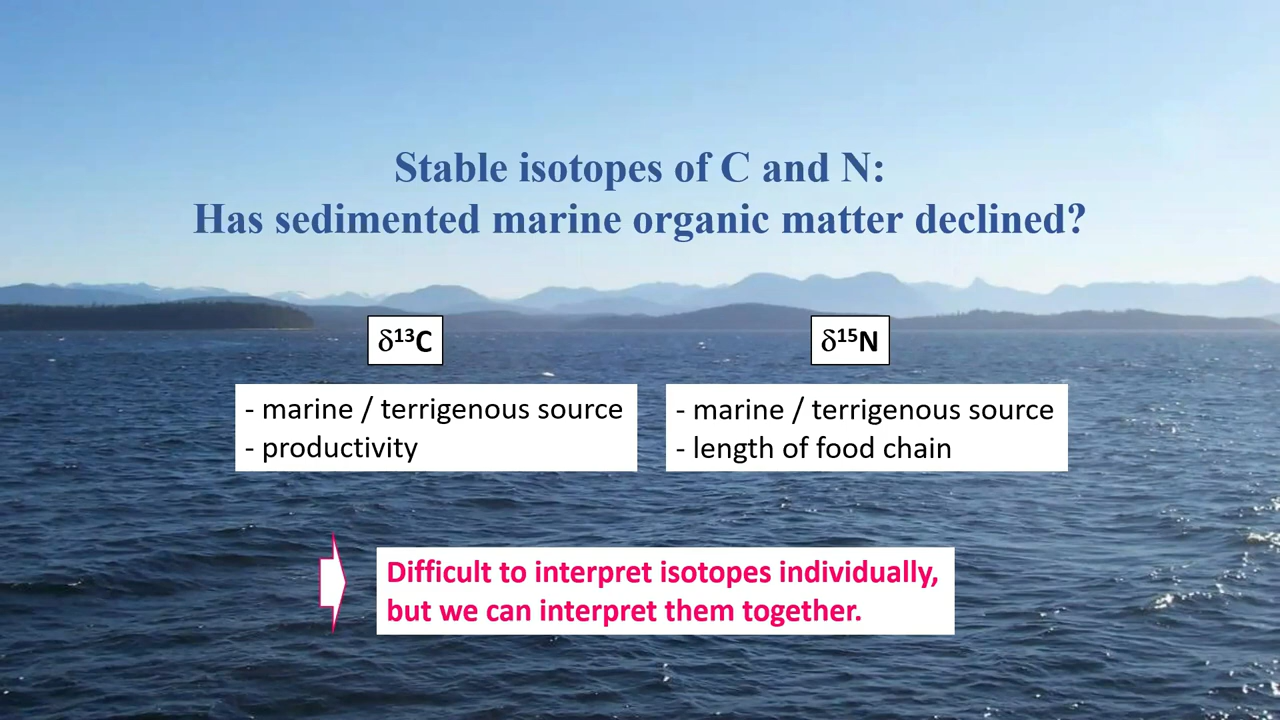 Stable isotopes of C and N:
Has sedimented marine organic matter declined?
δ¹³C
δ¹⁵N
- marine / terrigenous source
- productivity
- marine / terrigenous source
- length of food chain
Difficult to interpret isotopes individually,
but we can interpret them together.